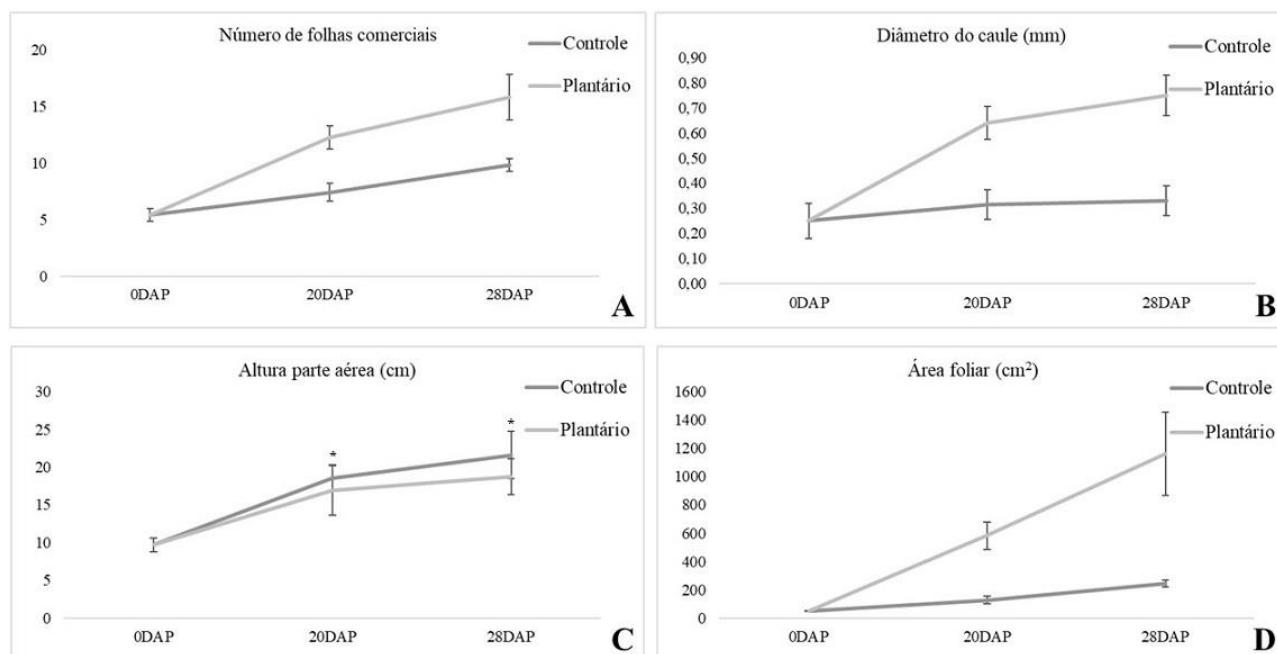 Número de folhas comerciais
20
15
10
5
0
0DAP
20DAP
28DAP
Controle
Plantário
A
Diâmetro do caule (mm)
0,90
0,80
0,70
0,60
0,50
0,40
0,30
0,20
0,10
0,00
0DAP
20DAP
28DAP
Controle
Plantário
B
Altura parte aérea (cm)
30
25
20
15
10
5
0
*
*
0DAP
20DAP
28DAP
Controle
Plantário
C
Área foliar (cm²)
1600
1400
1200
1000
800
600
400
200
0
0DAP
20DAP
28DAP
Controle
Plantário
D